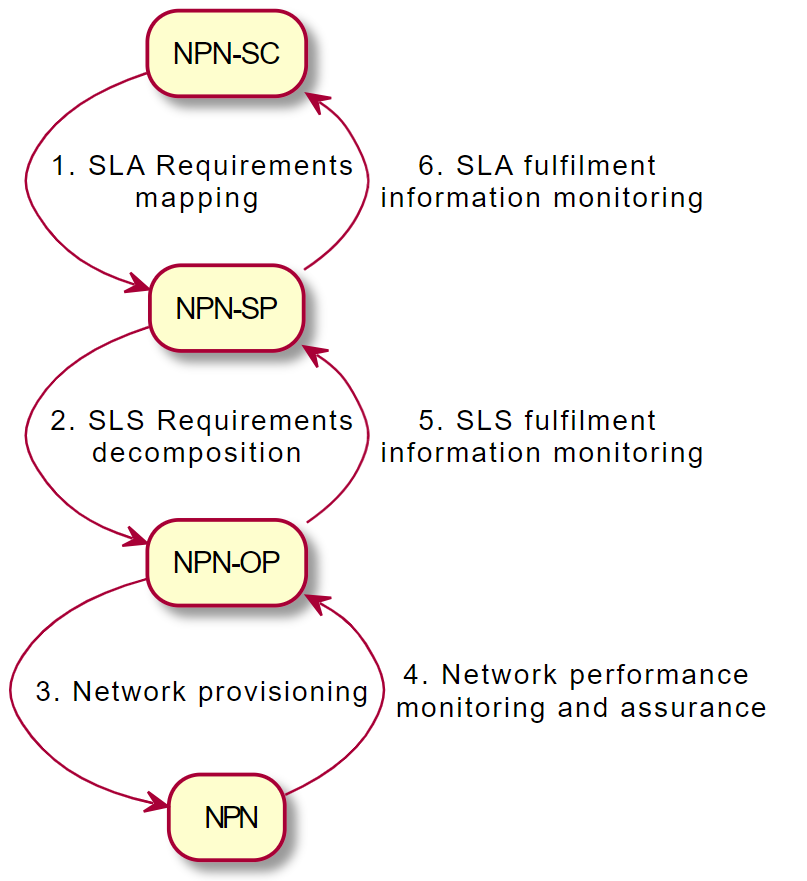 NPN-SC
1. SLA Requirements
mapping
6. SLA fulfilment
information monitoring
NPN-SP
2. SLS Requirements
decomposition
5. SLS fulfilment
information monitoring
NPN-OP
3. Network provisioning
4. Network performance
monitoring and assurance
NPN